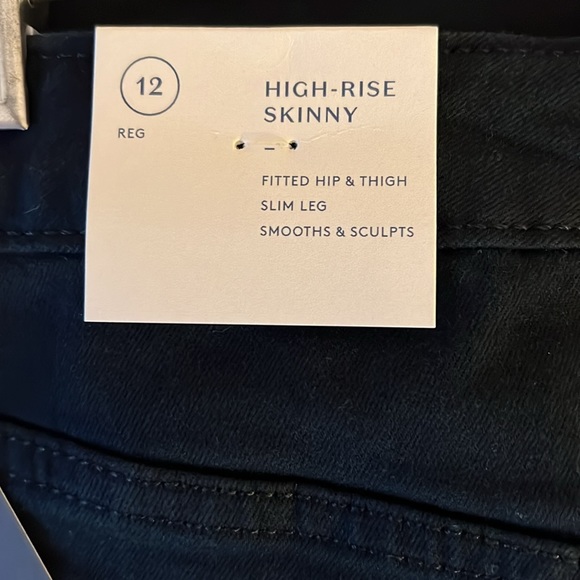 12
REG
HIGH-RISE
SKINNY
–
FITTED HIP & THIGH
SLIM LEG
SMOOTHS & SCULPTS